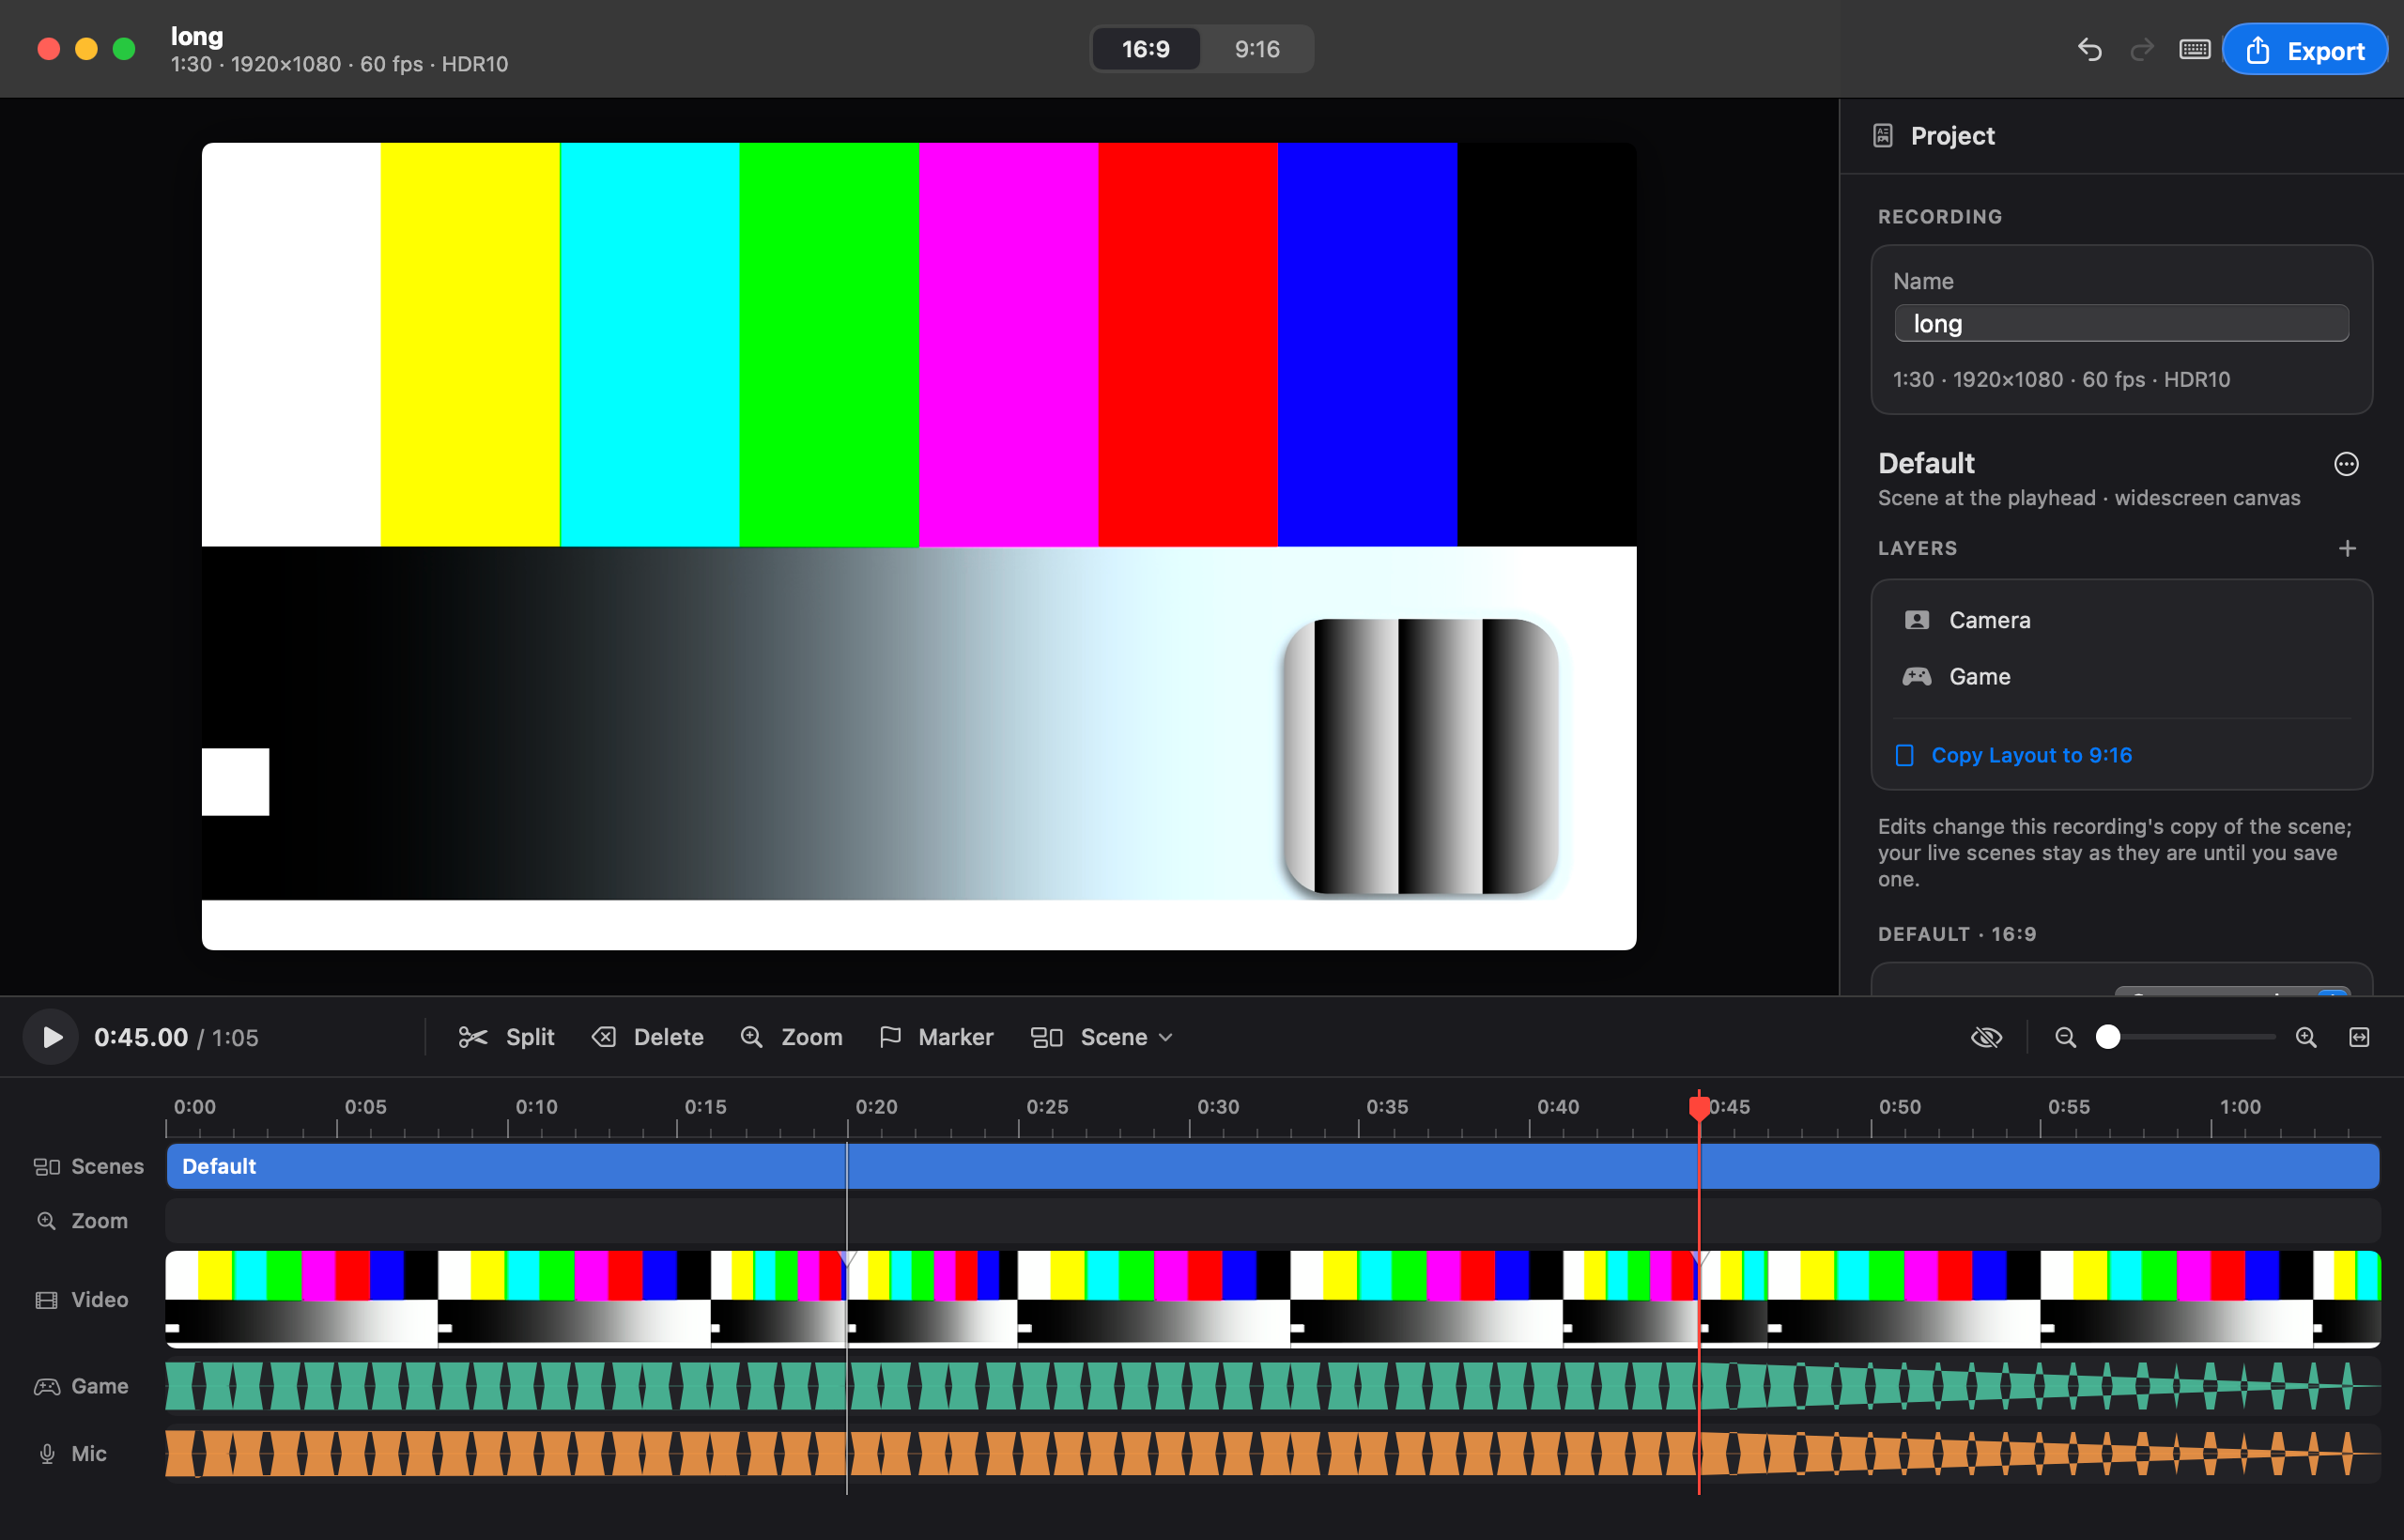 long
1:30 · 1920×1080 · 60 fps · HDR10
16:9 9:16
Export
Project
RECORDING
Name
long
1:30 · 1920×1080 · 60 fps · HDR10
Default
Scene at the playhead · widescreen canvas
LAYERS
Camera
Game
Copy Layout to 9:16
Edits change this recording's copy of the scene;
your live scenes stay as they are until you save
one.
DEFAULT · 16:9
0:45.00 / 1:05
Split Delete Zoom Marker Scene
0:00 0:05 0:10 0:15 0:20 0:25 0:30 0:35 0:40 0:45 0:50 0:55 1:00
Scenes Default
Zoom
Video
Game
Mic